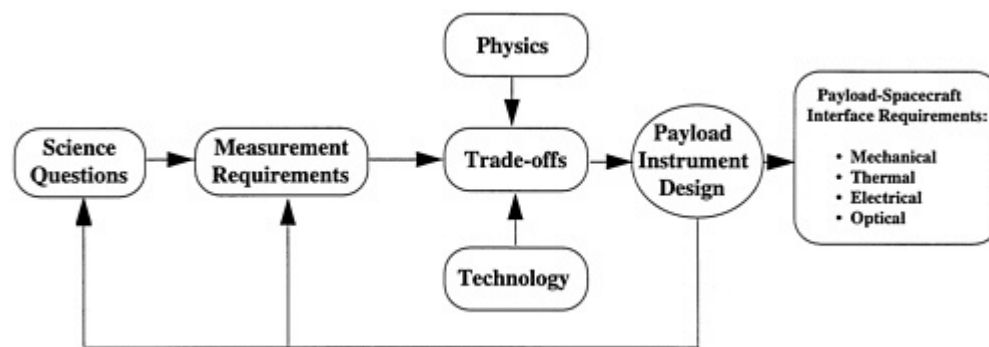 Physics
Science
Questions
Measurement
Requirements
Trade-offs
Technology
Payload
Instrument
Design
Payload-Spacecraft
Interface Requirements:
• Mechanical
• Thermal
• Electrical
• Optical